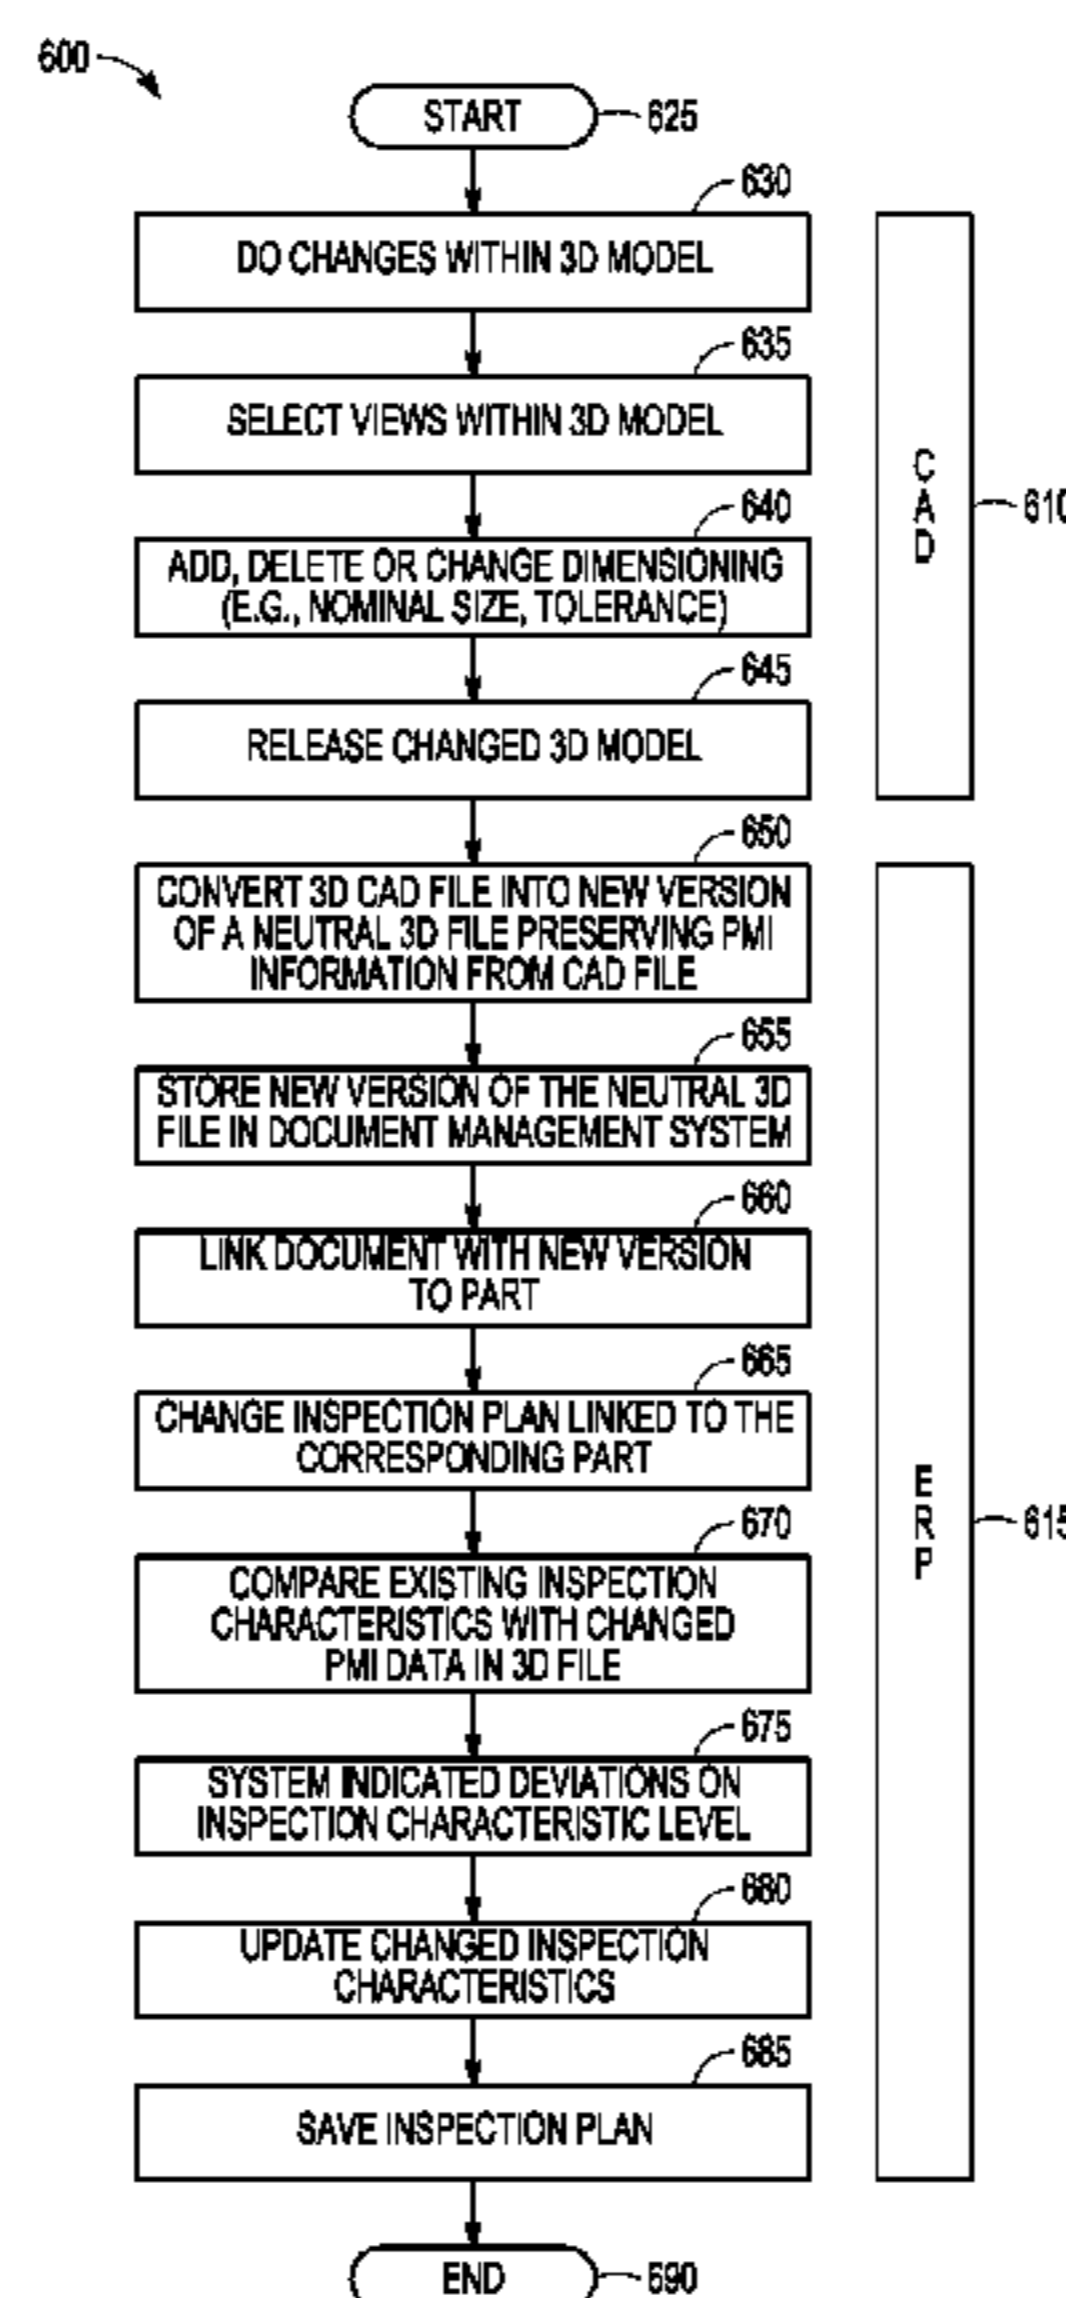 600
START
625
630
DO CHANGES WITHIN 3D MODEL
635
SELECT VIEWS WITHIN 3D MODEL
640
ADD, DELETE OR CHANGE DIMENSIONING
(E.G., NOMINAL SIZE, TOLERANCE)
645
RELEASE CHANGED 3D MODEL
C
A
D
610
650
CONVERT 3D CAD FILE INTO NEW VERSION
OF A NEUTRAL 3D FILE PRESERVING PMI
INFORMATION FROM CAD FILE
655
STORE NEW VERSION OF THE NEUTRAL 3D
FILE IN DOCUMENT MANAGEMENT SYSTEM
660
LINK DOCUMENT WITH NEW VERSION
TO PART
665
CHANGE INSPECTION PLAN LINKED TO THE
CORRESPONDING PART
670
COMPARE EXISTING INSPECTION
CHARACTERISTICS WITH CHANGED
PMI DATA IN 3D FILE
675
SYSTEM INDICATED DEVIATIONS ON
INSPECTION CHARACTERISTIC LEVEL
680
UPDATE CHANGED INSPECTION
CHARACTERISTICS
685
SAVE INSPECTION PLAN
E
R
P
615
END
690